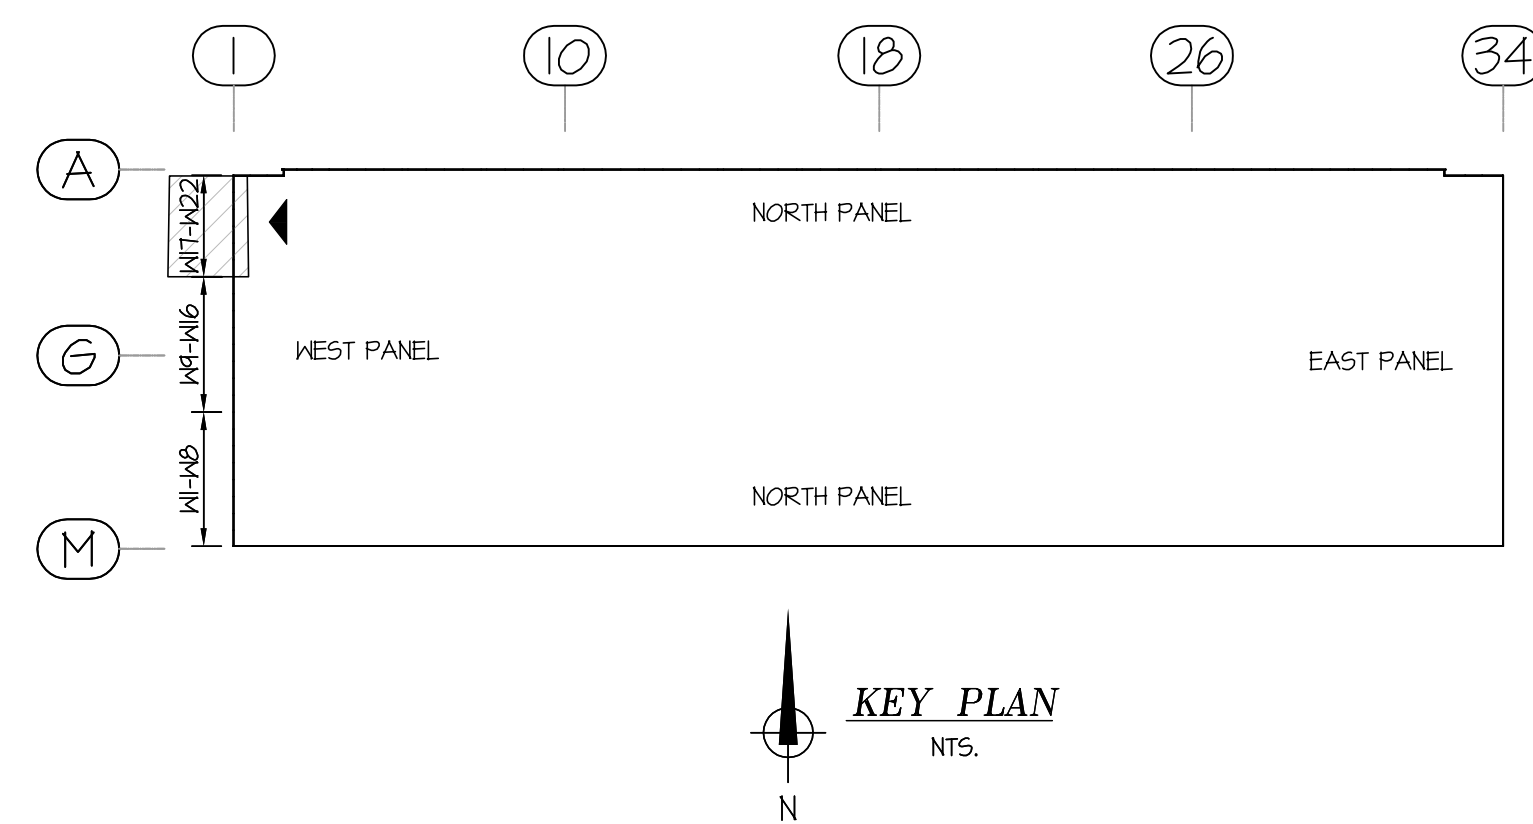 1
10
18
26
34
A
W17-W22
NORTH PANEL
W9-W16
G
WEST PANEL
EAST PANEL
W1-W8
NORTH PANEL
M
KEY PLAN
NTS.
N